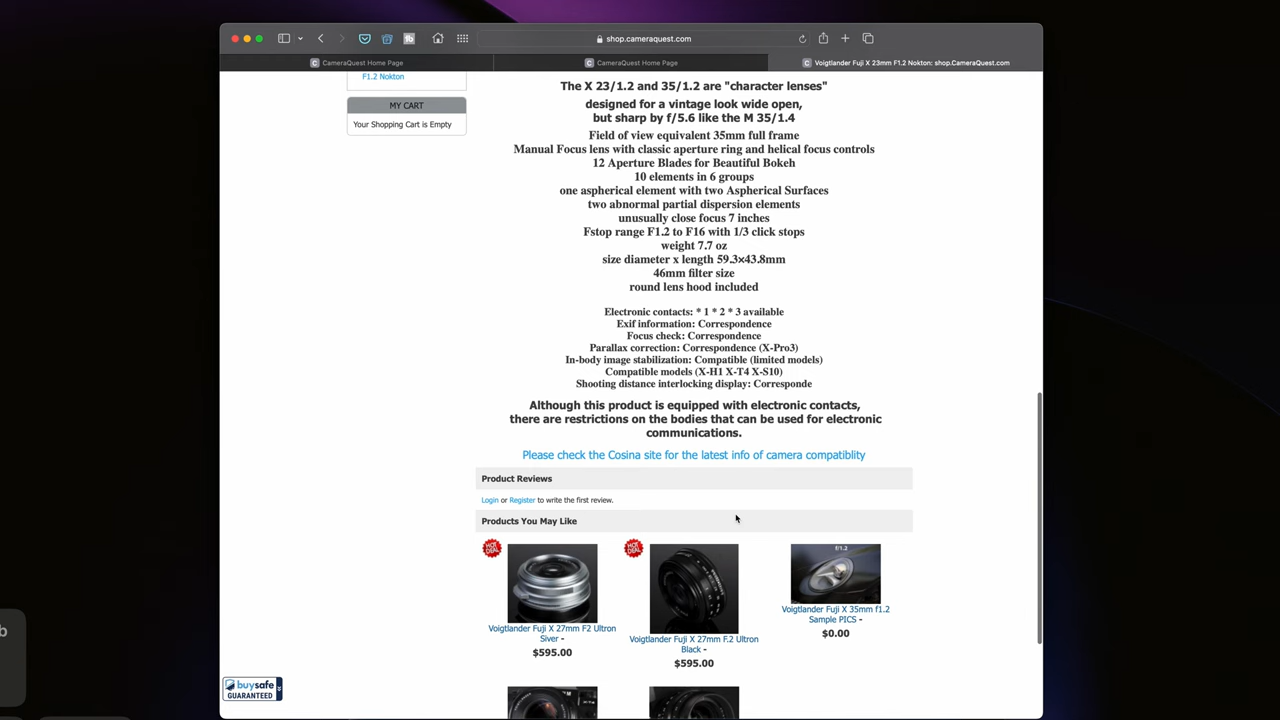 shop.cameraquest.com
CameraQuest Home Page
CameraQuest Home Page
Voigtlander Fuji X 23mm F1.2 Nokton: shop.CameraQuest.com
F1.2 Nokton
MY CART
Your Shopping Cart is Empty
The X 23/1.2 and 35/1.2 are "character lenses"
designed for a vintage look wide open,
but sharp by f/5.6 like the M 35/1.4
Field of view equivalent 35mm full frame
Manual Focus lens with classic aperture ring and helical focus controls
12 Aperture Blades for Beautiful Bokeh
10 elements in 6 groups
one aspherical element with two Aspherical Surfaces
two abnormal partial dispersion elements
unusually close focus 7 inches
Fstop range F1.2 to F16 with 1/3 click stops
weight 7.7 oz
size diameter x length 59.3×43.8mm
46mm filter size
round lens hood included
Electronic contacts: * 1 * 2 * 3 available
Exif information: Correspondence
Focus check: Correspondence
Parallax correction: Correspondence (X-Pro3)
In-body image stabilization: Compatible (limited models)
Compatible models (X-H1 X-T4 X-S10)
Shooting distance interlocking display: Corresponde
Although this product is equipped with electronic contacts,
there are restrictions on the bodies that can be used for electronic
communications.
Please check the Cosina site for the latest info of camera compatiblity
Product Reviews
Login or Register to write the first review.
Products You May Like
HOT DEAL
HOT DEAL
f/1.2
Voigtlander Fuji X 27mm F2 Ultron
Siver -
$595.00
Voigtlander Fuji X 27mm F.2 Ultron
Black -
$595.00
Voigtlander Fuji X 35mm f1.2
Sample PICS -
$0.00
buysafe
GUARANTEED
b